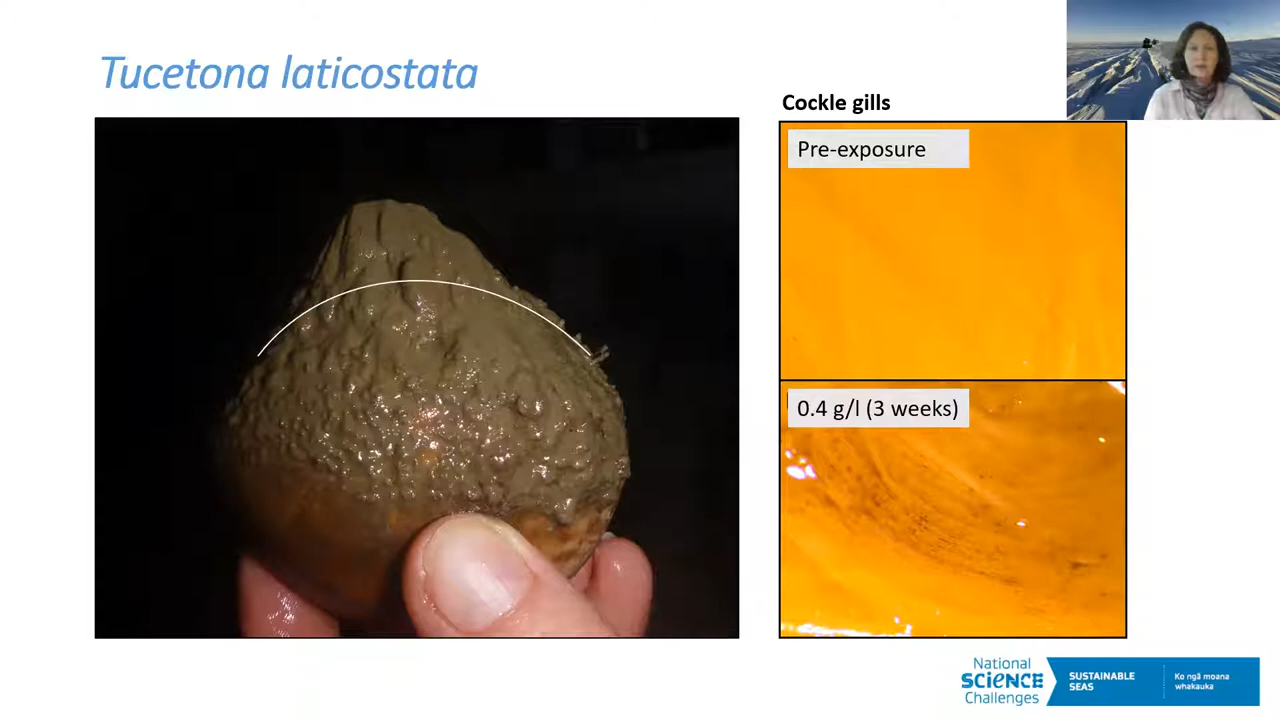 Tucetona laticostata
Cockle gills
Pre-exposure
0.4 g/l (3 weeks)
National
SCIENCE
Challenges
SUSTAINABLE
SEAS
Ko ngā moana
whakauka